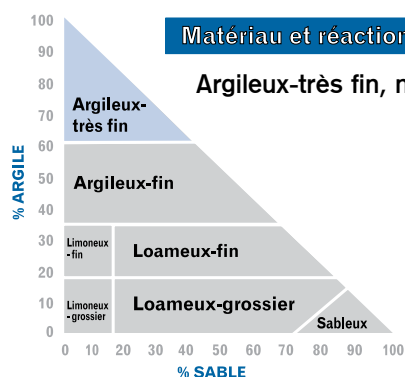 Matériau et réaction
Argileux-très fin, n
100
90
80
70
60
50
40
30
20
10
0
% ARGILE
Argileux-
très fin
Argileux-fin
Limoneux
-fin
Loameux-fin
Limoneux
-grossier
Loameux-grossier
Sableux
0 10 20 30 40 50 60 70 80 90 100
% SABLE